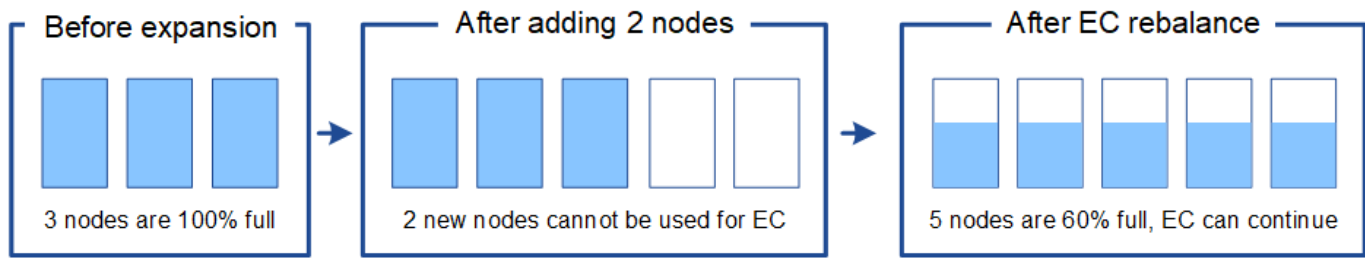 Before expansion
3 nodes are 100% full
After adding 2 nodes
2 new nodes cannot be used for EC
After EC rebalance
5 nodes are 60% full, EC can continue